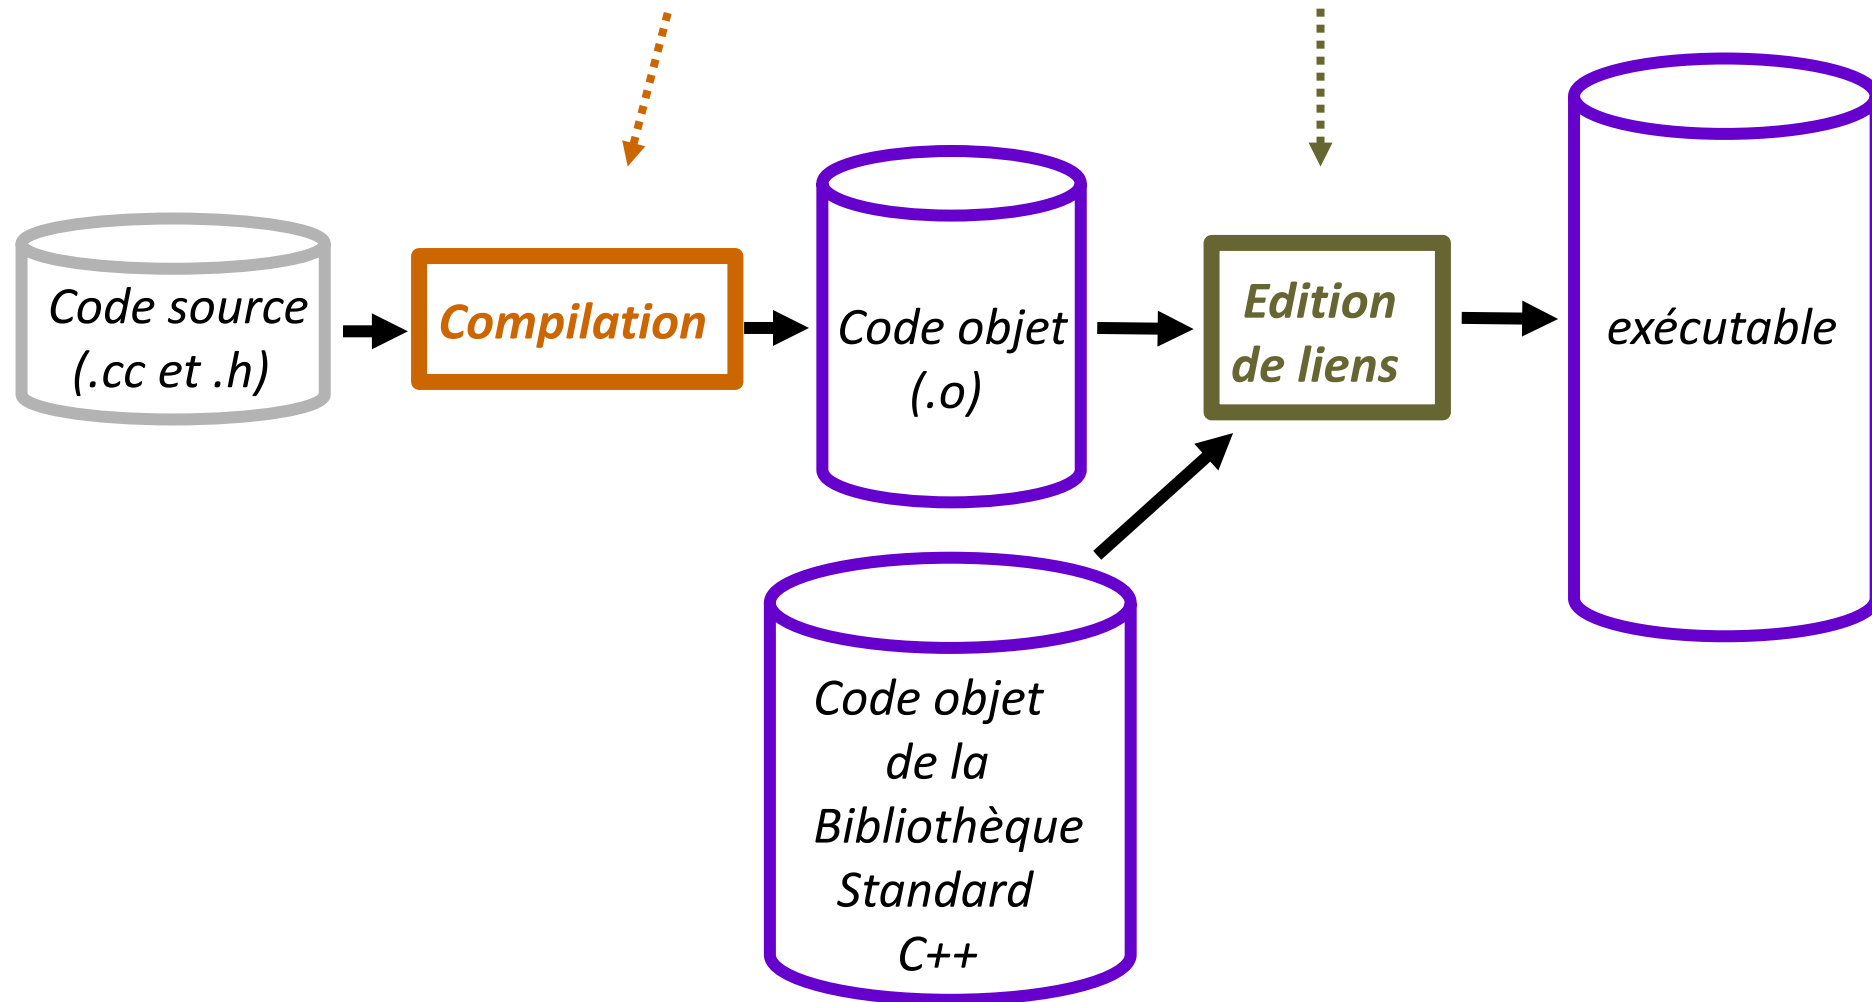 Code source
(.cc et .h)
Compilation
Code objet
(.o)
Edition
de liens
exécutable
Code objet
de la
Bibliothèque
Standard
C++